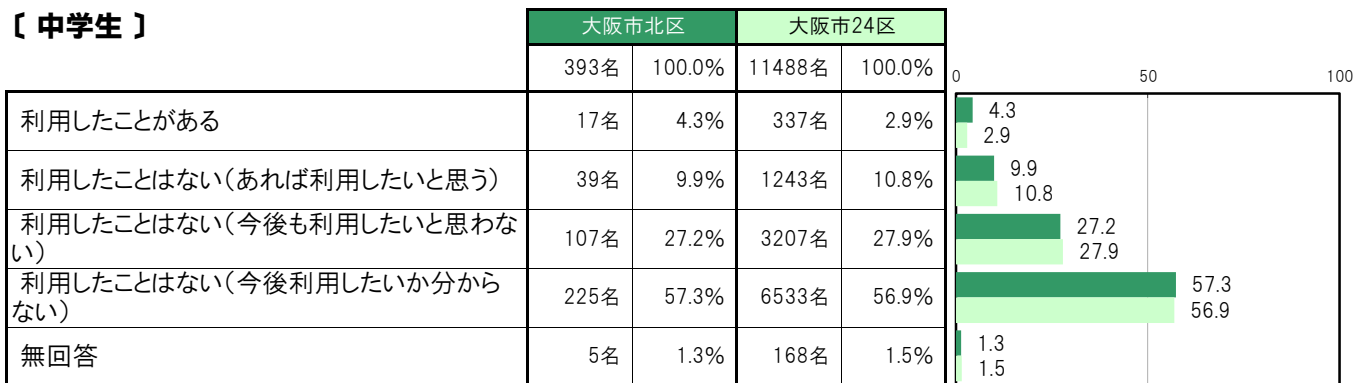 〔 中学生 〕
大阪市北区 大阪市24区
393名 100.0% 11488名 100.0%
0 50 100
利用したことがある 17名 4.3% 337名 2.9%
4.3
2.9
利用したことはない（あれば利用したいと思う） 39名 9.9% 1243名 10.8%
9.9
10.8
利用したことはない（今後も利用したいと思わな
い） 107名 27.2% 3207名 27.9%
27.2
27.9
利用したことはない（今後利用したいか分から
ない） 225名 57.3% 6533名 56.9%
57.3
56.9
無回答 5名 1.3% 168名 1.5%
1.3
1.5